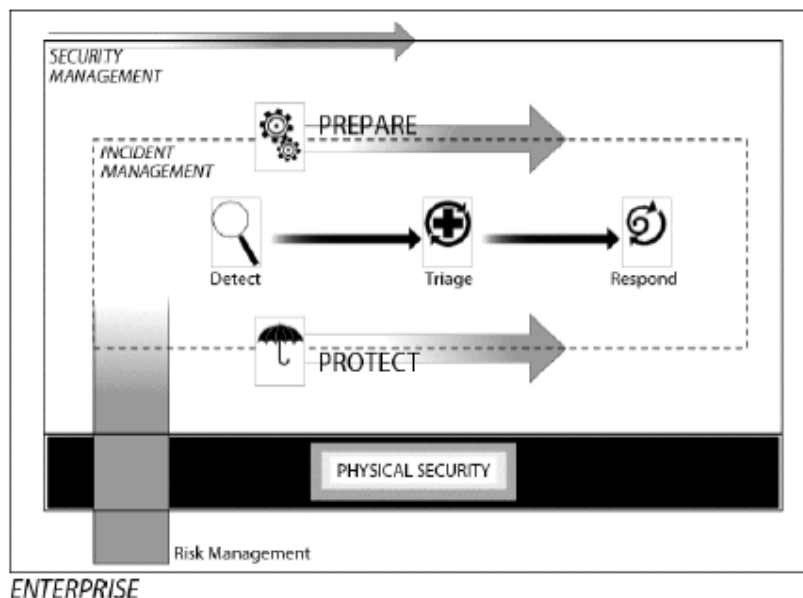 SECURITY
MANAGEMENT
PREPARE
INCIDENT
MANAGEMENT
Detect
Triage
Respond
PROTECT
PHYSICAL SECURITY
Risk Management
ENTERPRISE